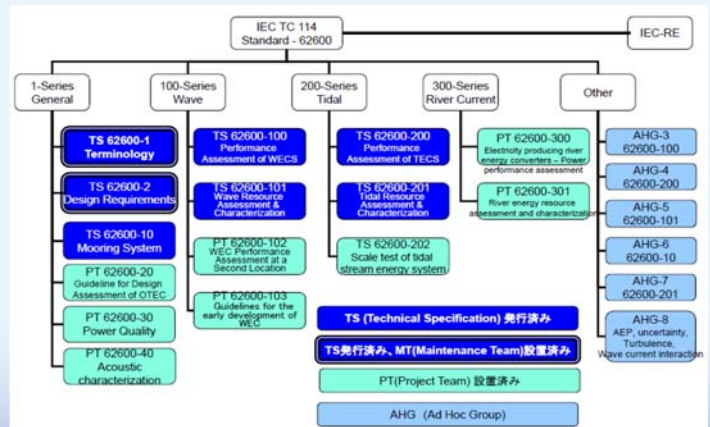 IEC TC 114
Standard - 62600
IEC-RE
1-Series
General
100-Series
Wave
200-Series
Tidal
300-Series
River Current
Other
TS 62600-1
Terminology
TS 62600-2
Design Requirements
TS 62600-10
Mooring System
PT 62600-20
Guideline for Design
Assessment of OTEC
PT 62600-30
Power Quality
PT 62600-40
Acoustic
characterization
TS 62600-100
Performance
Assessment of WECS
TS 62600-101
Wave Resource
Assessment &
Characterization
PT 62600-102
WEC Performance
Assessment at a
Second Location
PT 62600-103
Guidelines for the
early development of
WEC
TS 62600-200
Performance
Assessment of TECS
TS 62600-201
Tidal Resource
Assessment &
Characterization
TS 62600-202
Scale test of tidal
stream energy system
PT 62600-300
Electricity producing river
energy converters – Power
performance assessment
PT 62600-301
River energy resource
assessment and characterization
AHG-3
62600-100
AHG-4
62600-200
AHG-5
62600-101
AHG-6
62600-10
AHG-7
62600-201
AHG-8
AEP, uncertainty,
Turbulence,
Wave current interaction
TS (Technical Specification) 発行済み
TS発行済み、MT(Maintenance Team)設置済み
PT(Project Team) 設置済み
AHG (Ad Hoc Group)